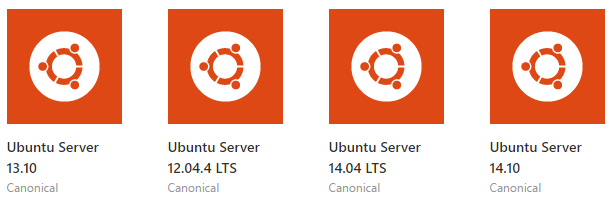 Ubuntu Server
13.10
Canonical
Ubuntu Server
12.04.4 LTS
Canonical
Ubuntu Server
14.04 LTS
Canonical
Ubuntu Server
14.10
Canonical